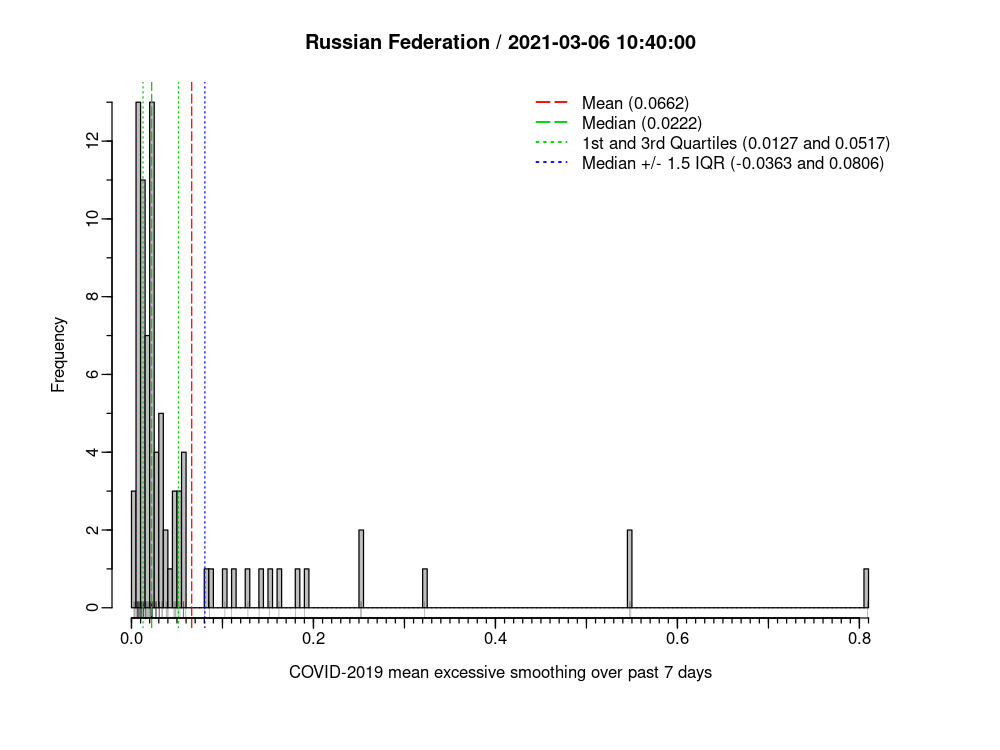 Russian Federation / 2021-03-06 10:40:00
Mean (0.0662)
Median (0.0222)
1st and 3rd Quartiles (0.0127 and 0.0517)
Median +/- 1.5 IQR (-0.0363 and 0.0806)
Frequency
12
10
8
6
4
2
0
0.0 0.2 0.4 0.6 0.8
COVID-2019 mean excessive smoothing over past 7 days